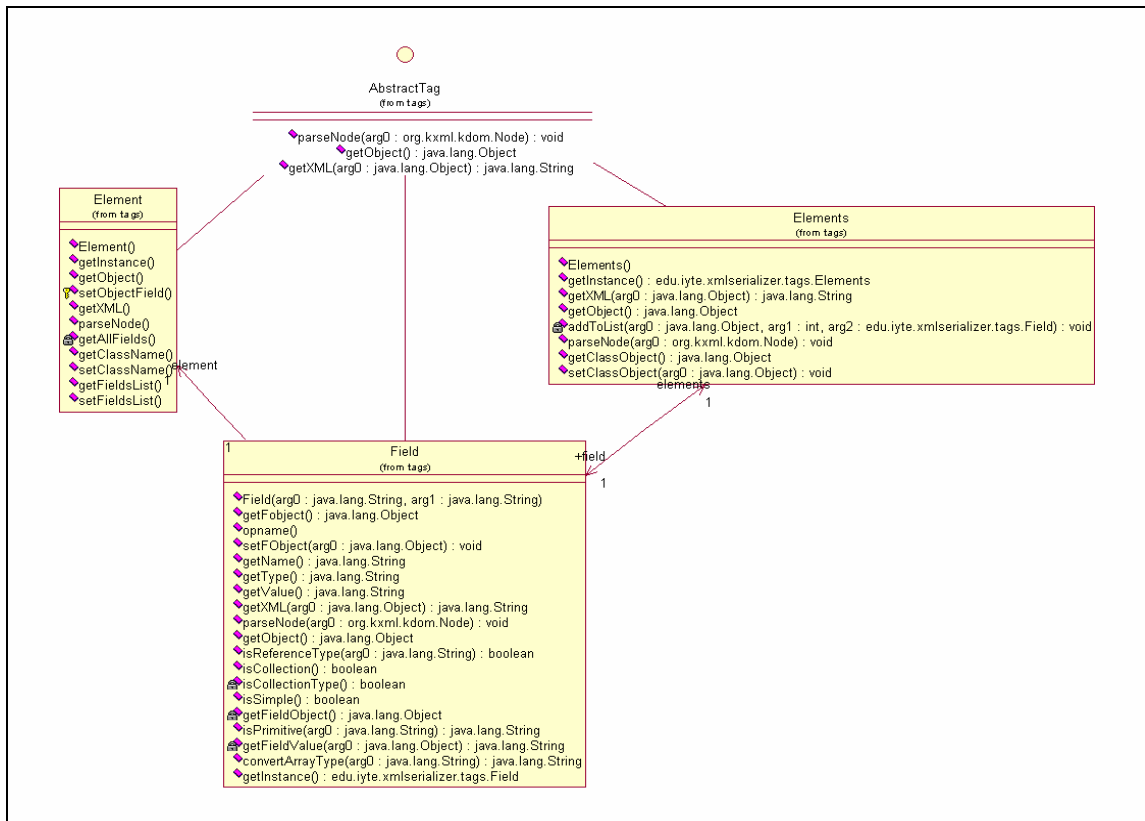 AbstractTag
(from tags)
parseNode(arg0 : org.kxml.kdom.Node) : void
getObject() : java.lang.Object
getXML(arg0 : java.lang.Object) : java.lang.String
Element
(from tags)
Element()
getInstance()
getObject()
setObjectField()
getXML()
parseNode()
getAllFields()
getClassName()
setClassName()
getFieldsList()
setFieldsList()
element
1
Elements
(from tags)
Elements()
getInstance() : edu.iyte.xmlserializer.tags.Elements
getXML(arg0 : java.lang.Object) : java.lang.String
getObject() : java.lang.Object
addToList(arg0 : java.lang.Object, arg1 : int, arg2 : edu.iyte.xmlserializer.tags.Field) : void
parseNode(arg0 : org.kxml.kdom.Node) : void
getClassObject() : java.lang.Object
setClassObject(arg0 : java.lang.Object) : void
elements
1
+field
1
1
Field
(from tags)
Field(arg0 : java.lang.String, arg1 : java.lang.String)
getFobject() : java.lang.Object
opname()
setFObject(arg0 : java.lang.Object) : void
getName() : java.lang.String
getType() : java.lang.String
getValue() : java.lang.String
getXML(arg0 : java.lang.Object) : java.lang.String
parseNode(arg0 : org.kxml.kdom.Node) : void
getObject() : java.lang.Object
isReferenceType(arg0 : java.lang.String) : boolean
isCollection() : boolean
isCollectionType() : boolean
isSimple() : boolean
getFieldObject() : java.lang.Object
isPrimitive(arg0 : java.lang.String) : boolean
getFieldValue(arg0 : java.lang.Object) : java.lang.String
convertArrayType(arg0 : java.lang.String) : java.lang.String
getInstance() : edu.iyte.xmlserializer.tags.Field